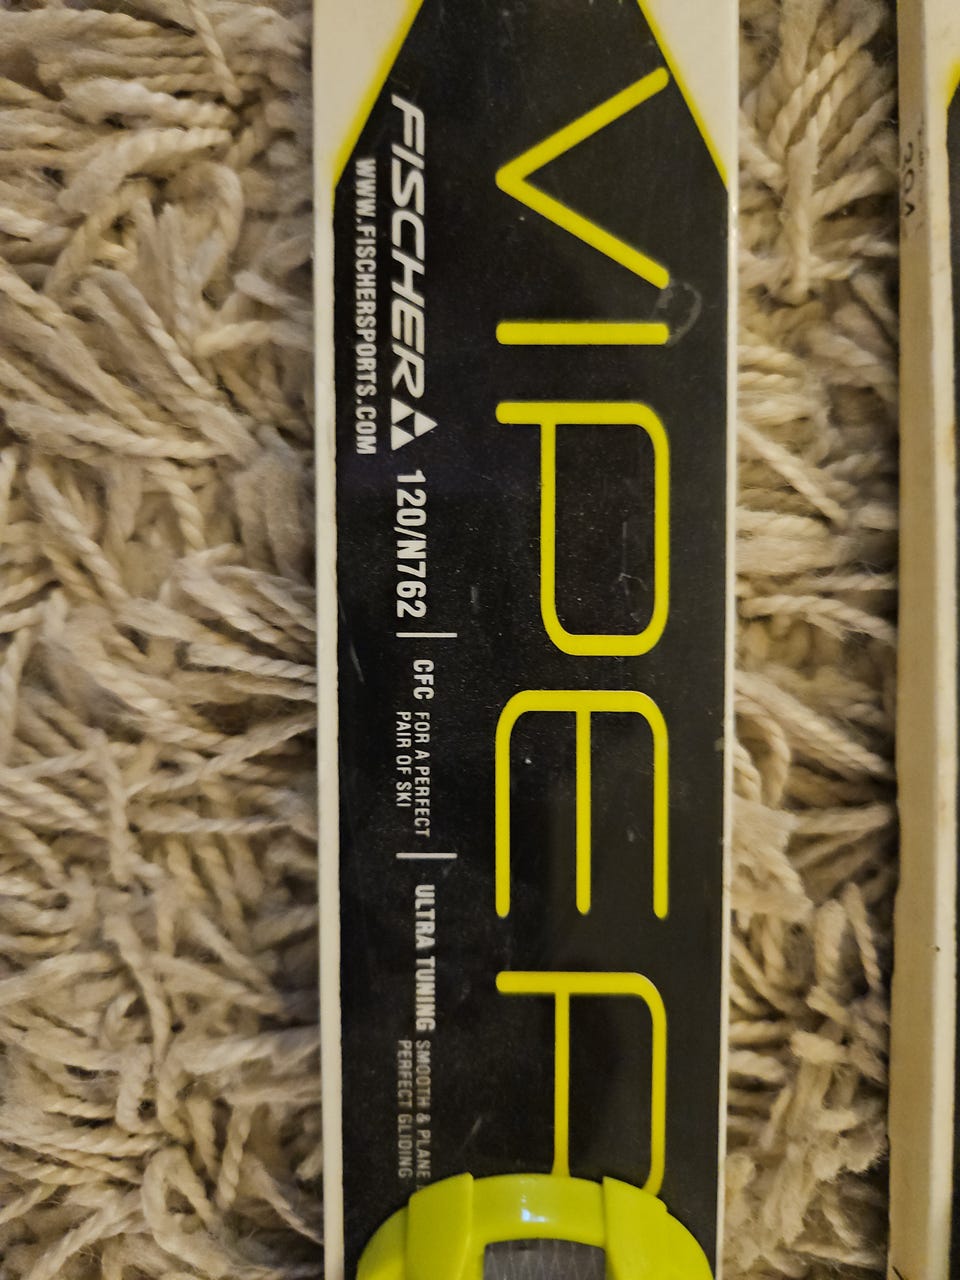 VIPER
FISCHER 120/N762
WWW.FISCHERSPORTS.COM
CFC FOR A PERFECT
PAIR OF SKI
ULTRA TUNING SMOOTH & PLANE
PERFECT GLIDING